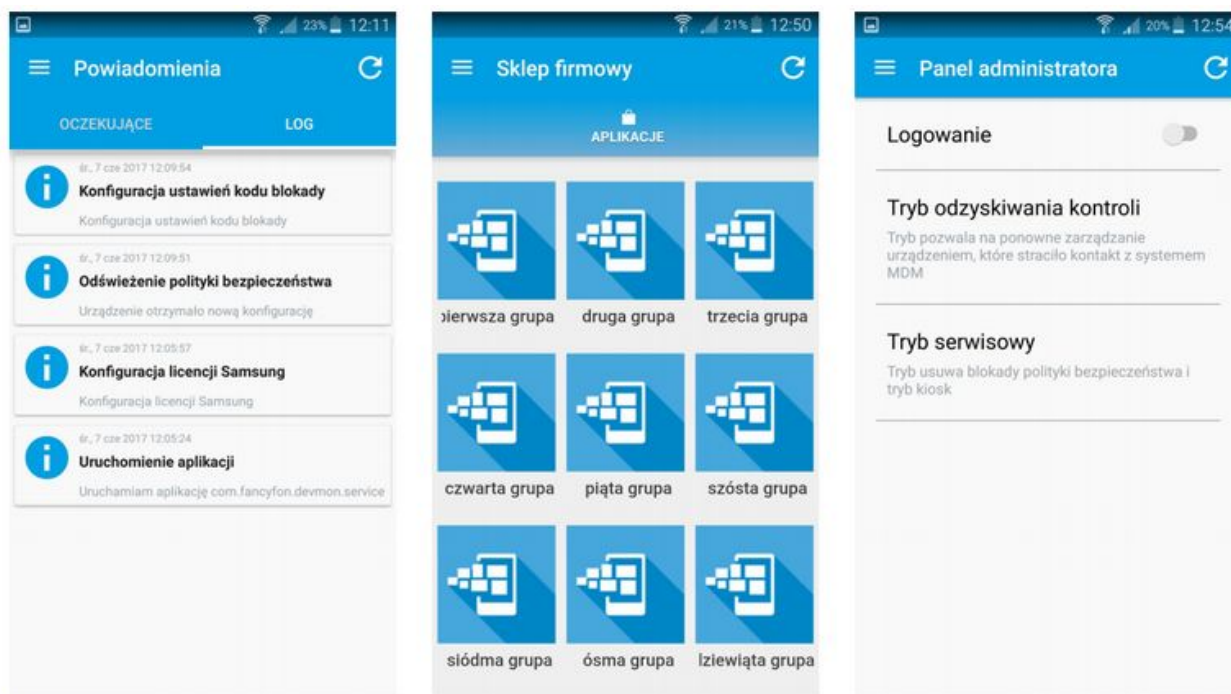 23% 12:11
Powiadomienia
OCZEKUJĄCE LOG
śr., 7 cze 2017 12:09:54
Konfiguracja ustawień kodu blokady
Konfiguracja ustawień kodu blokady
śr., 7 cze 2017 12:09:51
Odświeżenie polityki bezpieczeństwa
Urządzenie otrzymało nową konfigurację
śr., 7 cze 2017 12:05:57
Konfiguracja licencji Samsung
Konfiguracja licencji Samsung
śr., 7 cze 2017 12:05:24
Uruchomienie aplikacji
Uruchamiam aplikację com.fancyfon.devmon.service
21% 12:50
Sklep firmowy
APLIKACJE
pierwsza grupa druga grupa trzecia grupa
czwarta grupa piąta grupa szósta grupa
siódma grupa ósma grupa dziewiąta grupa
20% 12:54
Panel administratora
Logowanie
Tryb odzyskiwania kontroli
Tryb pozwala na ponowne zarządzanie
urządzeniem, które straciło kontakt z systemem
MDM
Tryb serwisowy
Tryb usuwa blokady polityki bezpieczeństwa i
tryb kiosk